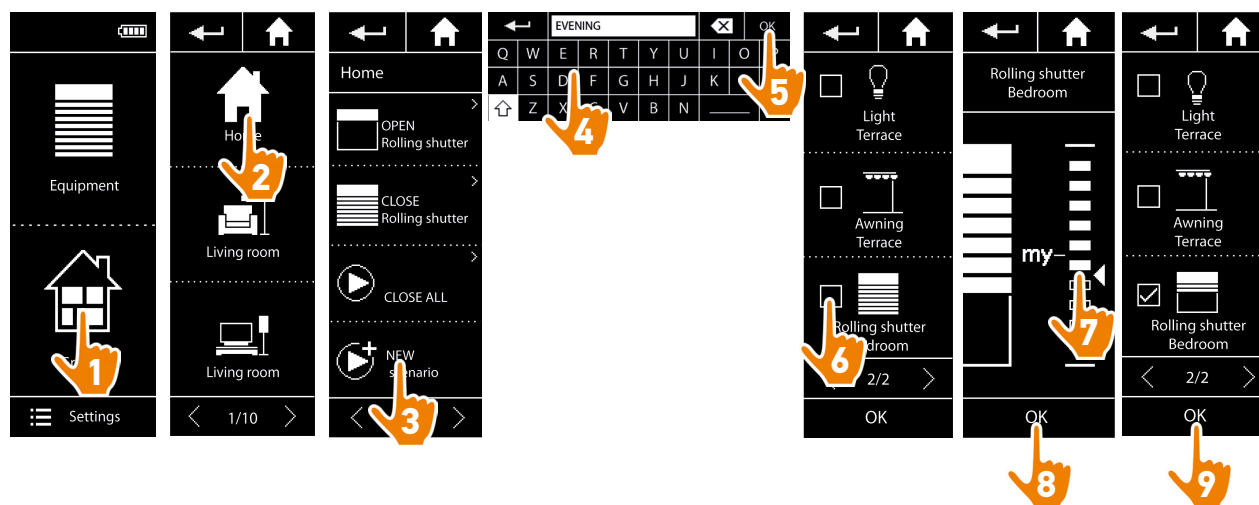 Equipment
1
Settings
Home
2
Living room
Living room
1/10
Home
OPEN
Rolling shutter
CLOSE
Rolling shutter
CLOSE ALL
NEW
scenario
3
EVENING
OK
Q W E R T Y U I O P
A S D F G H J K
Z X C V B N
4
5
Light
Terrace
Awning
Terrace
Rolling shutter
Bedroom
6
2/2
OK
Rolling shutter
Bedroom
my
7
OK
8
Light
Terrace
Awning
Terrace
Rolling shutter
Bedroom
2/2
OK
9